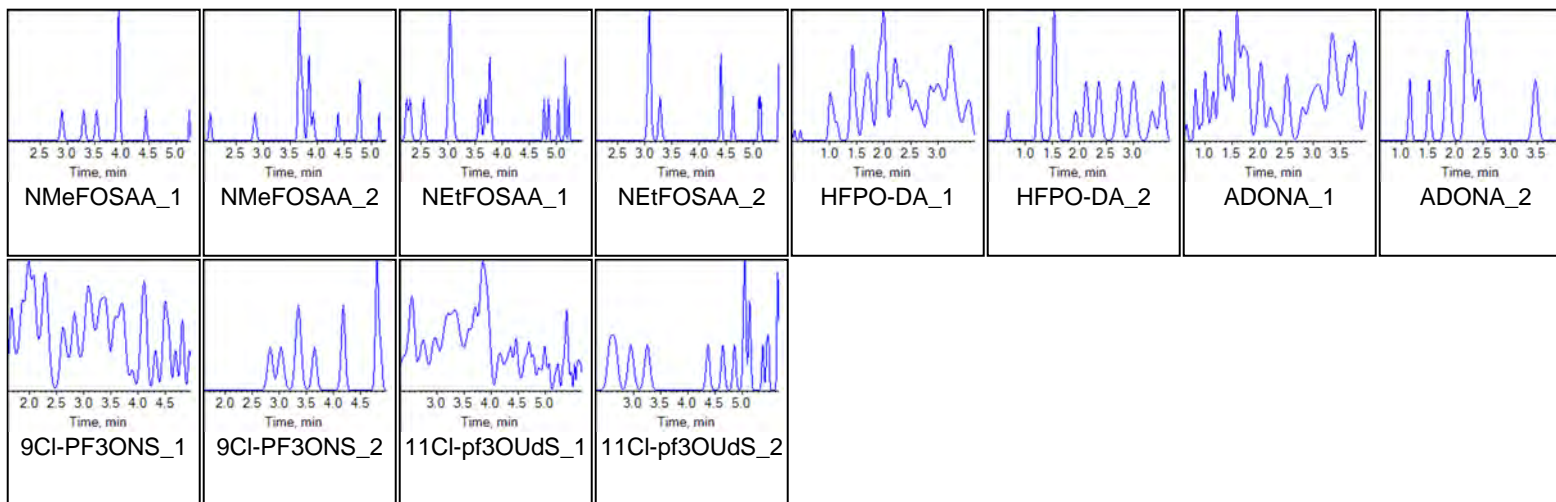 2.5 3.0 3.5 4.0 4.5 5.0
Time, min
NMeFOSAA_1
2.5 3.0 3.5 4.0 4.5 5.0
Time, min
NMeFOSAA_2
2.5 3.0 3.5 4.0 4.5 5.0
Time, min
NEtFOSAA_1
2.5 3.0 3.5 4.0 4.5 5.0
Time, min
NEtFOSAA_2
1.0 1.5 2.0 2.5 3.0
Time, min
HFPO-DA_1
1.0 1.5 2.0 2.5 3.0
Time, min
HFPO-DA_2
1.0 1.5 2.0 2.5 3.0 3.5
Time, min
ADONA_1
1.0 1.5 2.0 2.5 3.0 3.5
Time, min
ADONA_2
2.0 2.5 3.0 3.5 4.0 4.5
Time, min
9Cl-PF3ONS_1
2.0 2.5 3.0 3.5 4.0 4.5
Time, min
9Cl-PF3ONS_2
3.0 3.5 4.0 4.5 5.0
Time, min
11Cl-pf3OUdS_1
3.0 3.5 4.0 4.5 5.0
Time, min
11Cl-pf3OUdS_2